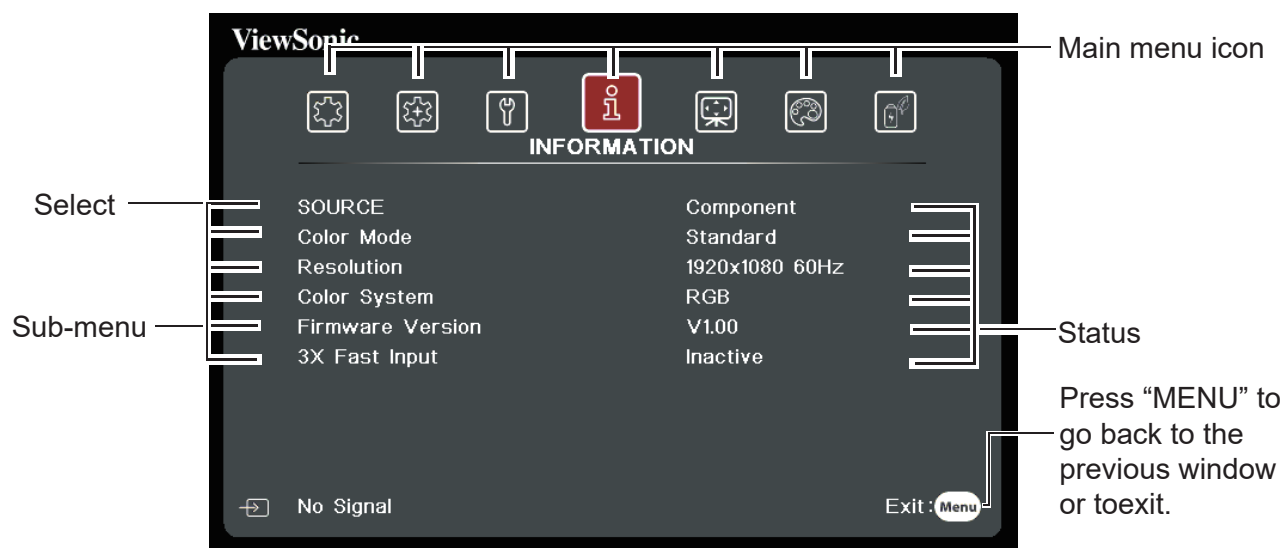 ViewSonic
Main menu icon
INFORMATION
Select
SOURCE Component
Color Mode Standard
Resolution 1920x1080 60Hz
Color System RGB
Sub-menu
Firmware Version V1.00
Status
3X Fast Input Inactive
Press “MENU” to
go back to the
previous window
or toexit.
No Signal
Exit: Menu